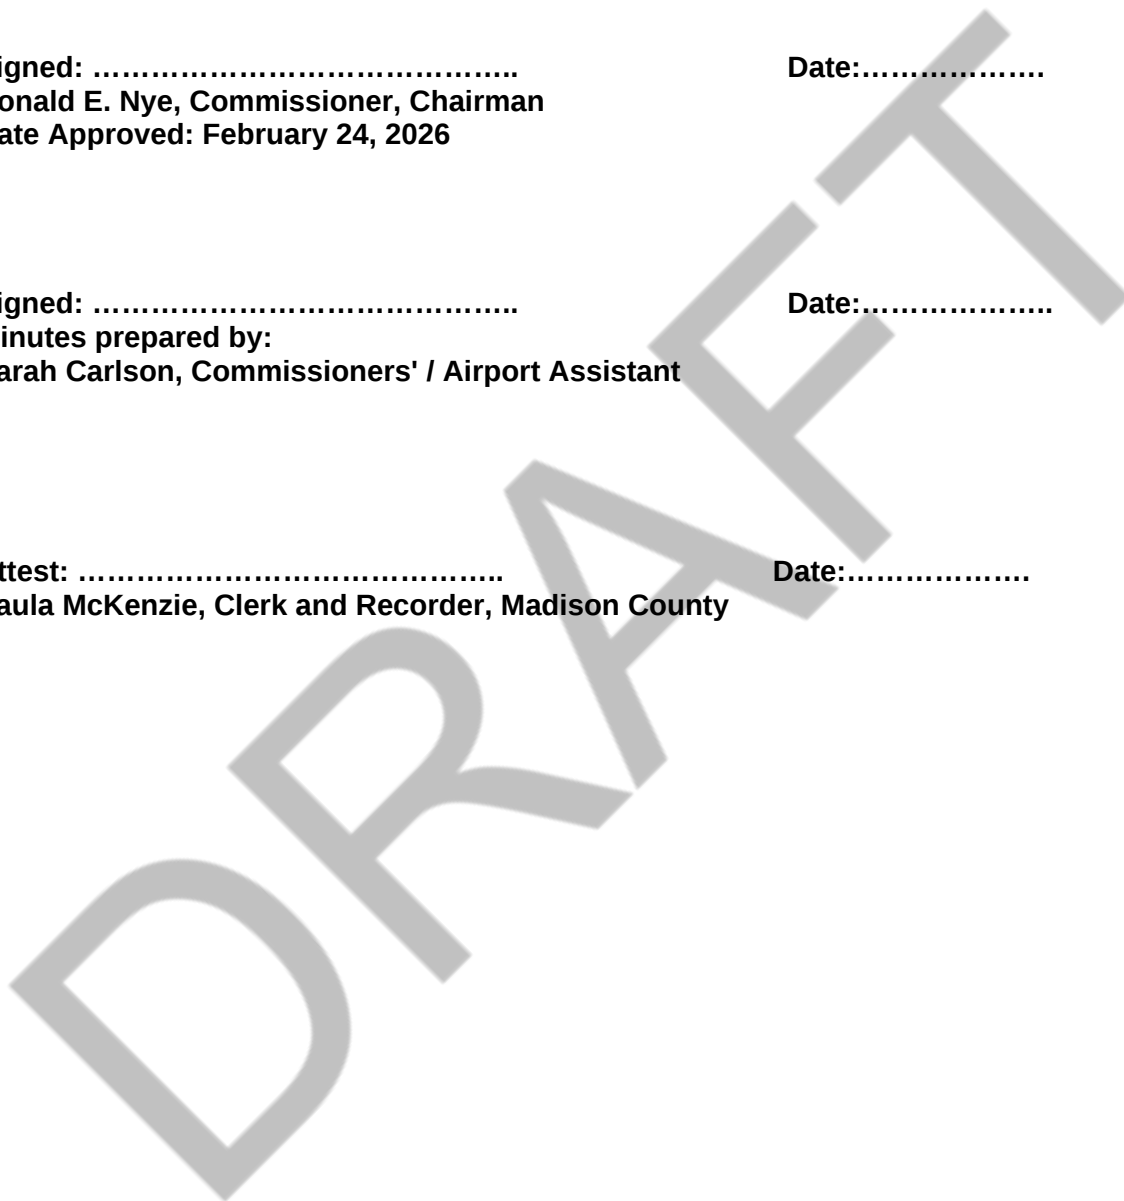 igned: …………………………………….. Date:……………….
onald E. Nye, Commissioner, Chairman
ate Approved: February 24, 2026
igned: …………………………………….. Date:………………..
inutes prepared by:
arah Carlson, Commissioners' / Airport Assistant
ttest: …………………………………….. Date:……………….
aula McKenzie, Clerk and Recorder, Madison County
DRAFT